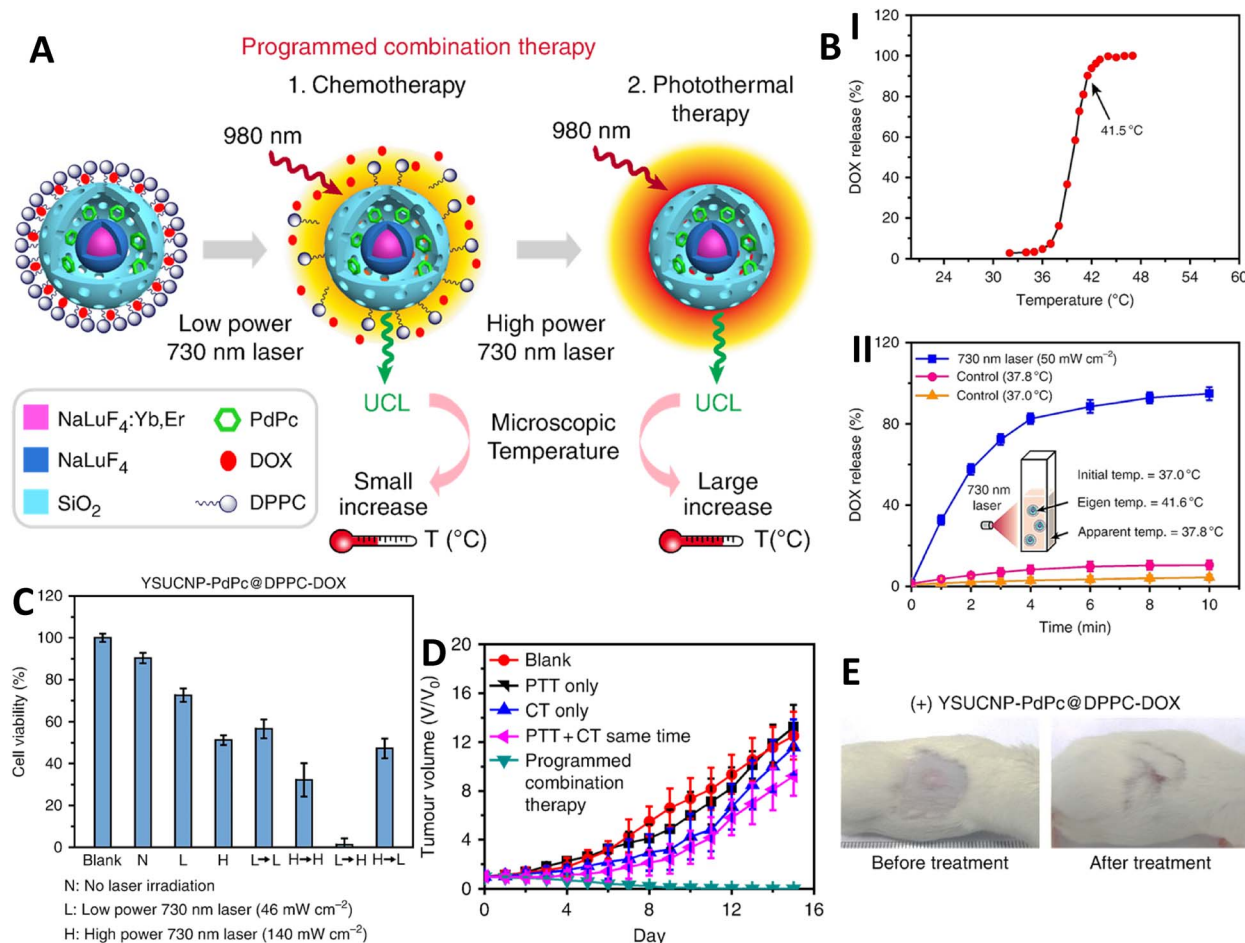 A
Programmed combination therapy
1. Chemotherapy
2. Photothermal
therapy
980 nm
980 nm
Low power
730 nm laser
High power
730 nm laser
UCL
UCL
Microscopic
Temperature
Small
increase
Large
increase
T (°C)
T (°C)
NaLuF₄:Yb,Er
NaLuF₄
SiO₂
PdPc
DOX
DPPC
B
I
120
100
80
60
40
20
0
DOX release (%)
41.5 °C
24 30 36 42 48 54 60
Temperature (°C)
II
120
80
40
0
DOX release (%)
730 nm laser (50 mW cm⁻²)
Control (37.8 °C)
Control (37.0 °C)
730 nm
laser
Initial temp. = 37.0 °C
Eigen temp. = 41.6 °C
Apparent temp. = 37.8 °C
0 2 4 6 8 10
Time (min)
C
YSUCNP-PdPc@DPPC-DOX
120
100
80
60
40
20
0
Cell viability (%)
Blank N L H L→L H→H L→H H→L
N: No laser irradiation
L: Low power 730 nm laser (46 mW cm⁻²)
H: High power 730 nm laser (140 mW cm⁻²)
D
20
16
12
8
4
0
Tumour volume (V/V₀)
Blank
PTT only
CT only
PTT + CT same time
Programmed
combination
therapy
0 4 8 12 16
Day
E
(+) YSUCNP-PdPc@DPPC-DOX
Before treatment
After treatment